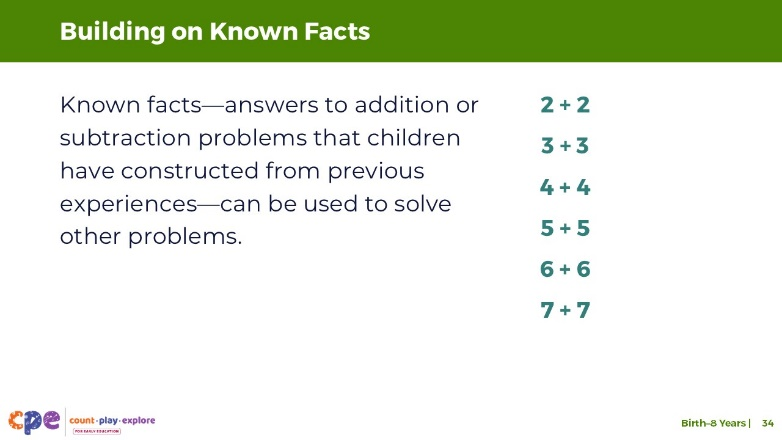 Building on Known Facts
Known facts—answers to addition or
subtraction problems that children
have constructed from previous
experiences—can be used to solve
other problems.
2 + 2
3 + 3
4 + 4
5 + 5
6 + 6
7 + 7
cpe
count·play·explore
FOR EARLY EDUCATION
Birth–8 Years | 34